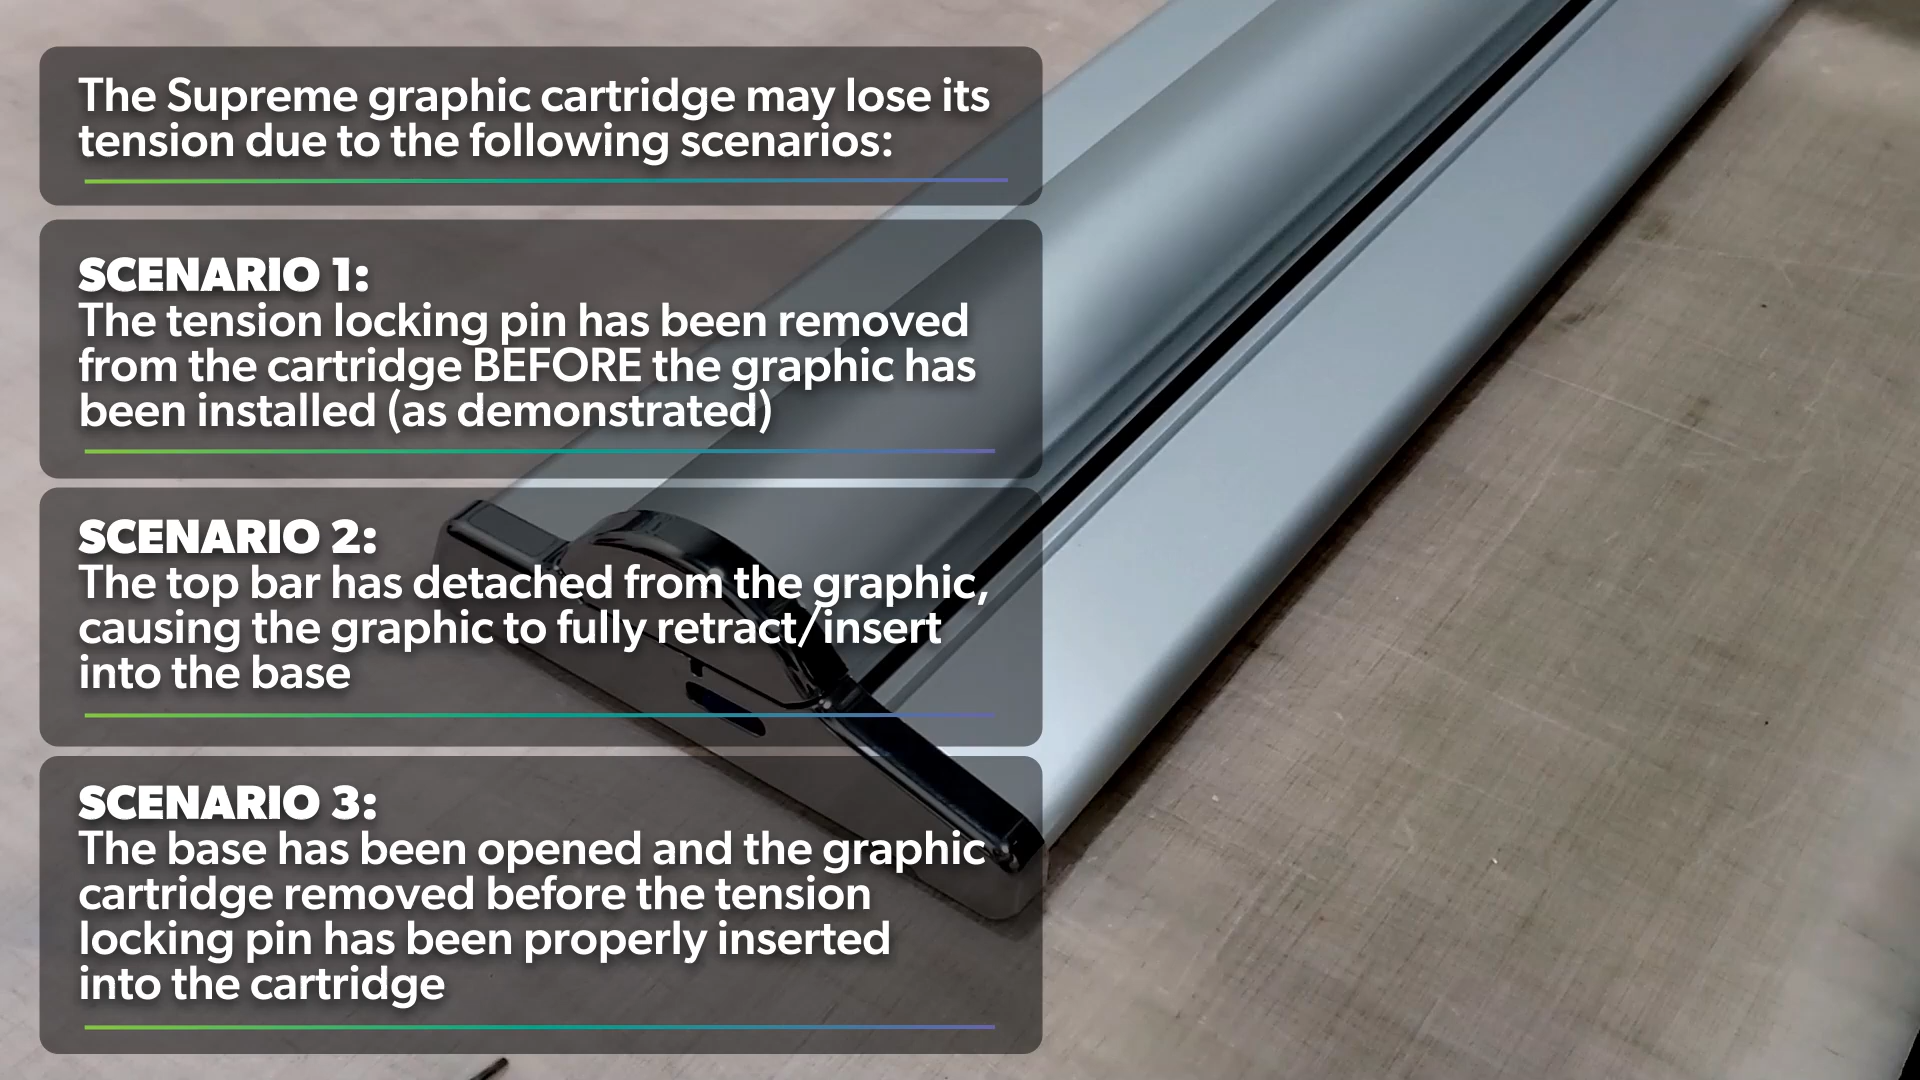 The Supreme graphic cartridge may lose its
tension due to the following scenarios:
SCENARIO 1:
The tension locking pin has been removed
from the cartridge BEFORE the graphic has
been installed (as demonstrated)
SCENARIO 2:
The top bar has detached from the graphic,
causing the graphic to fully retract/insert
into the base
SCENARIO 3:
The base has been opened and the graphic
cartridge removed before the tension
locking pin has been properly inserted
into the cartridge